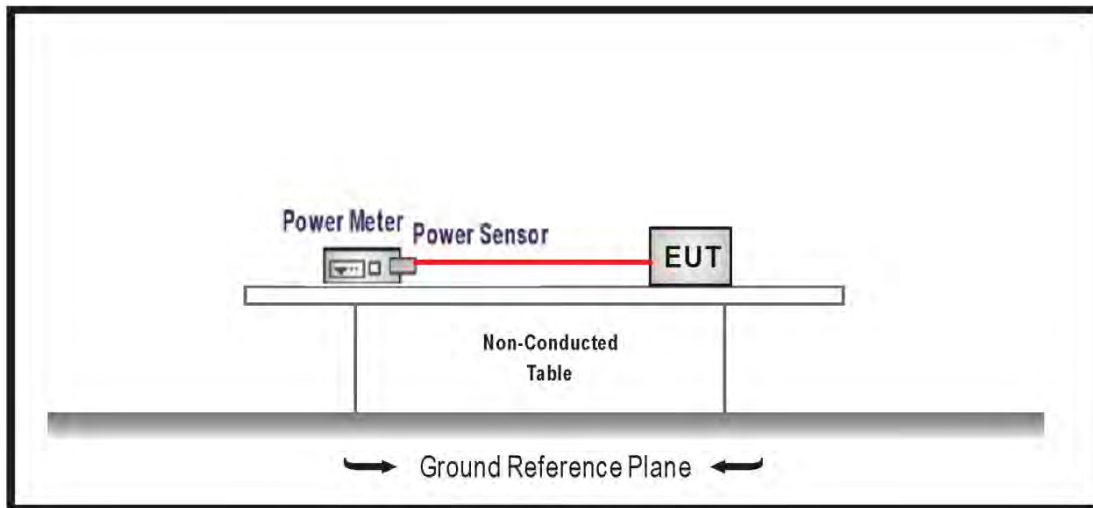 Power Meter
Power Sensor
EUT
Non-Conducted
Table
Ground Reference Plane